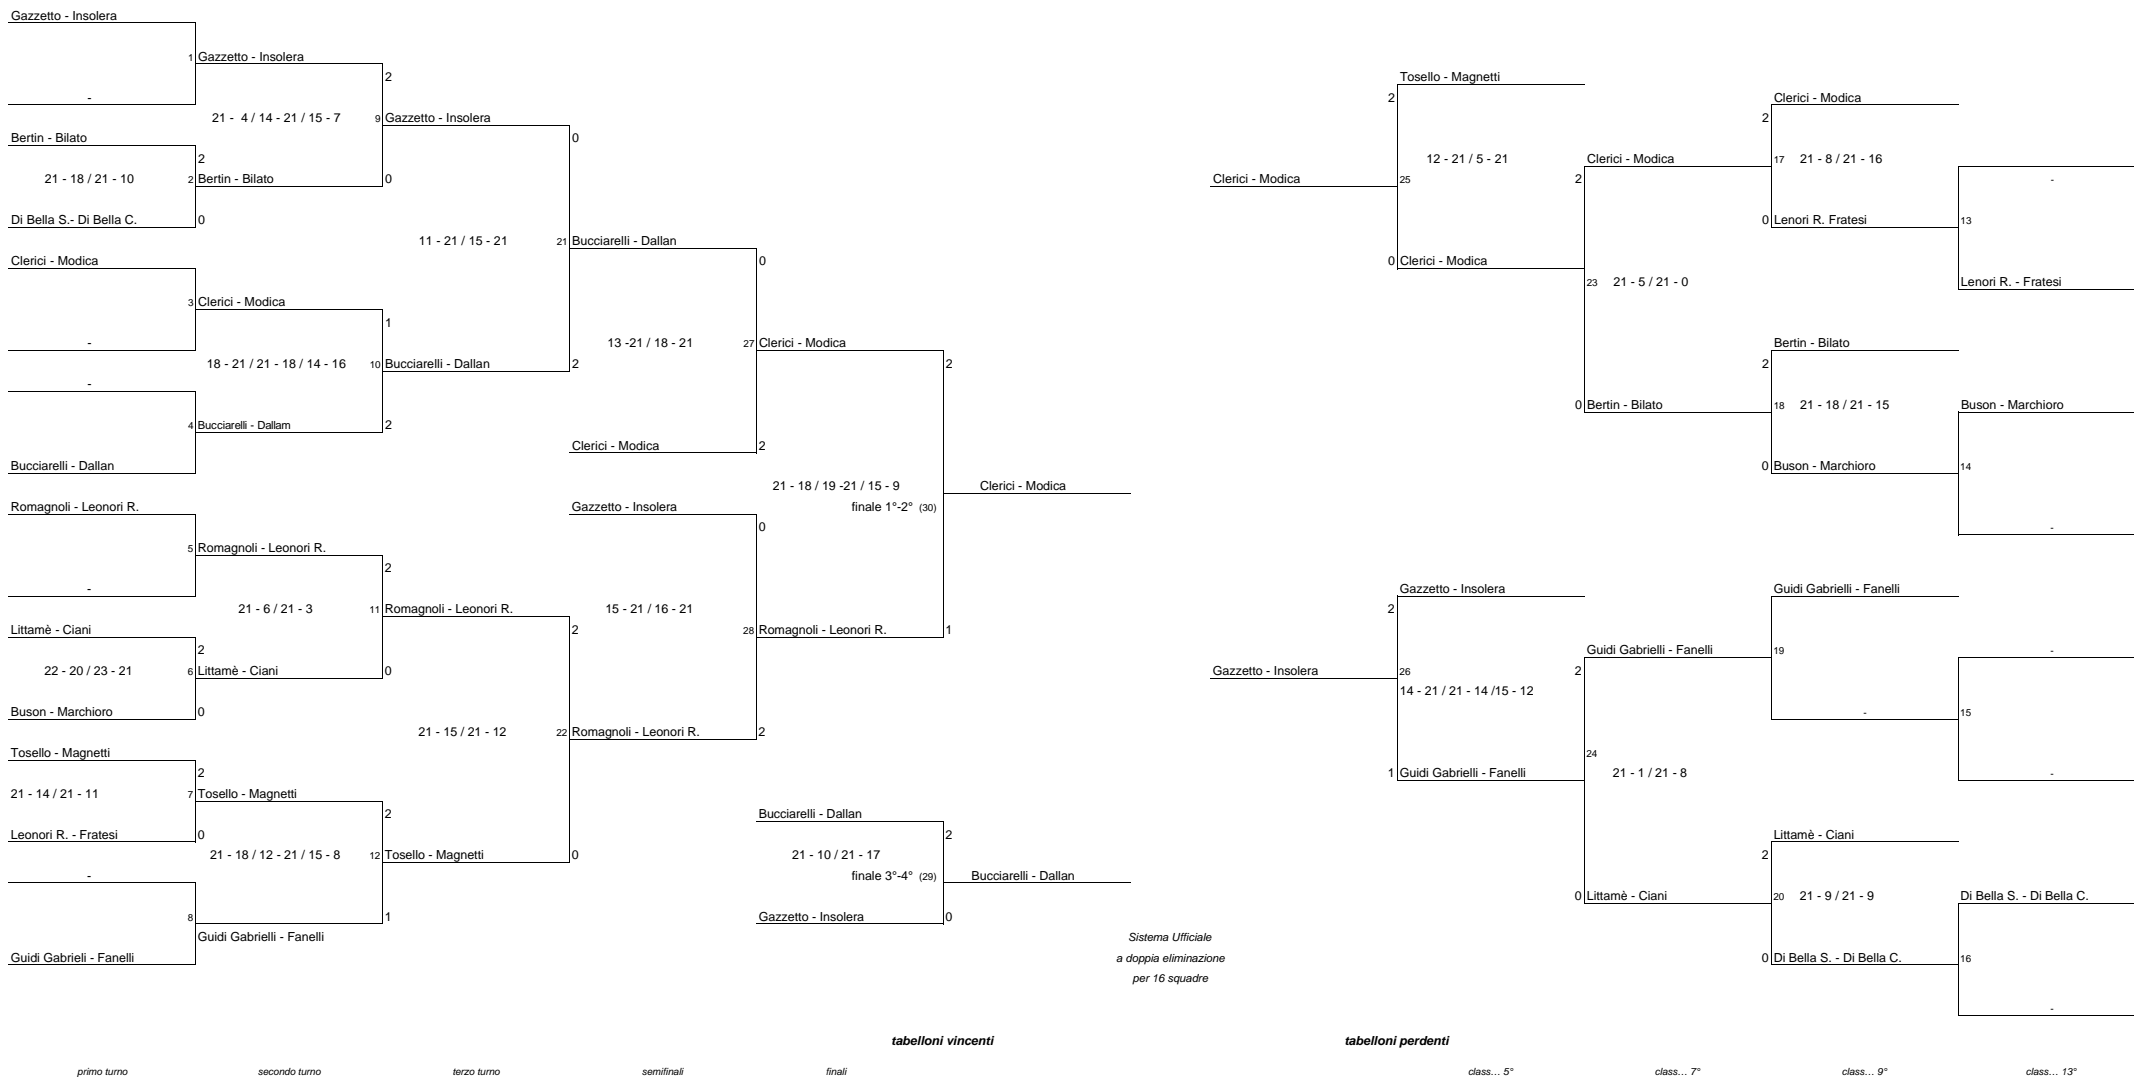 Gazzetto - Insolera
1 Gazzetto - Insolera
2
-
21 - 4 / 14 - 21 / 15 - 7
9 Gazzetto - Insolera
0
Bertin - Bilato
2
21 - 18 / 21 - 10
2 Bertin - Bilato
0
Di Bella S.- Di Bella C.
0
11 - 21 / 15 - 21
21 Bucciarelli - Dallan
0
Clerici - Modica
3 Clerici - Modica
1
-
18 - 21 / 21 - 18 / 14 - 16
10 Bucciarelli - Dallan
2
-
4 Bucciarelli - Dallam
2
Bucciarelli - Dallan
13 -21 / 18 - 21
27 Clerici - Modica
2
Clerici - Modica
2
21 - 18 / 19 -21 / 15 - 9
Clerici - Modica
finale 1°-2° (30)
Romagnoli - Leonori R.
Gazzetto - Insolera
0
5 Romagnoli - Leonori R.
2
-
21 - 6 / 21 - 3
11 Romagnoli - Leonori R.
2
15 - 21 / 16 - 21
28 Romagnoli - Leonori R.
1
Littamè - Ciani
2
22 - 20 / 23 - 21
6 Littamè - Ciani
0
Buson - Marchioro
0
21 - 15 / 21 - 12
22 Romagnoli - Leonori R.
2
Tosello - Magnetti
2
21 - 14 / 21 - 11
7 Tosello - Magnetti
2
Leonori R. - Fratesi
0
21 - 18 / 12 - 21 / 15 - 8
12 Tosello - Magnetti
0
-
8
1
Guidi Gabrielli - Fanelli
Guidi Gabrieli - Fanelli
Bucciarelli - Dallan
2
21 - 10 / 21 - 17
finale 3°-4° (29)
Bucciarelli - Dallan
Gazzetto - Insolera
0
Sistema Ufficiale
a doppia eliminazione
per 16 squadre
Tosello - Magnetti
2
12 - 21 / 5 - 21
Clerici - Modica
25
0 Clerici - Modica
Clerici - Modica
2
Clerici - Modica
17 21 - 8 / 21 - 16
2
-
0 Lenori R. Fratesi
13
Lenori R. - Fratesi
23 21 - 5 / 21 - 0
Bertin - Bilato
2
0 Bertin - Bilato
18 21 - 18 / 21 - 15
Buson - Marchioro
0 Buson - Marchioro
14
-
Gazzetto - Insolera
2
Gazzetto - Insolera
26
14 - 21 / 21 - 14 /15 - 12
1 Guidi Gabrielli - Fanelli
Guidi Gabrielli - Fanelli
Guidi Gabrielli - Fanelli
19
2
-
-
15
-
24
21 - 1 / 21 - 8
Littamè - Ciani
2
0 Littamè - Ciani
20 21 - 9 / 21 - 9
Di Bella S. - Di Bella C.
0 Di Bella S. - Di Bella C.
16
-
tabelloni vincenti
tabelloni perdenti
primo turno
secondo turno
terzo turno
semifinali
finali
class... 5°
class... 7°
class... 9°
class... 13°